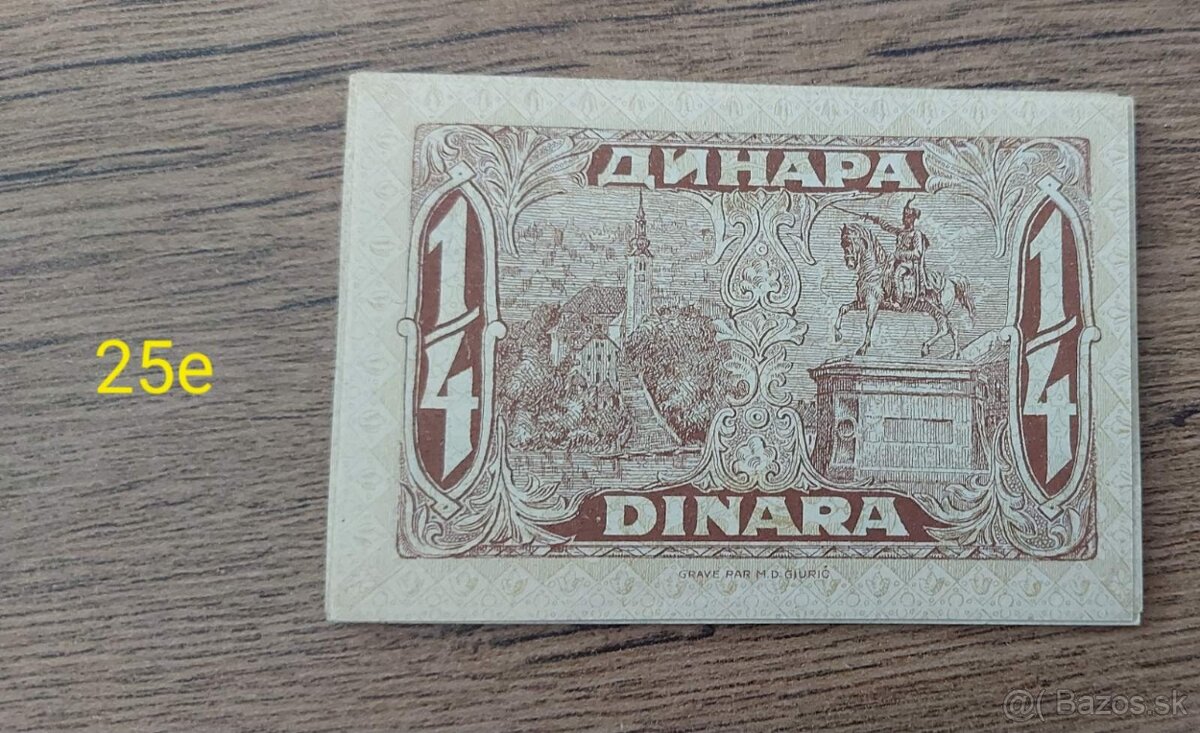 ДИНАРА
1/4
1/4
25e
DINARA
GRAVE PAR M. D. GJURIĆ
@( Bazos.sk